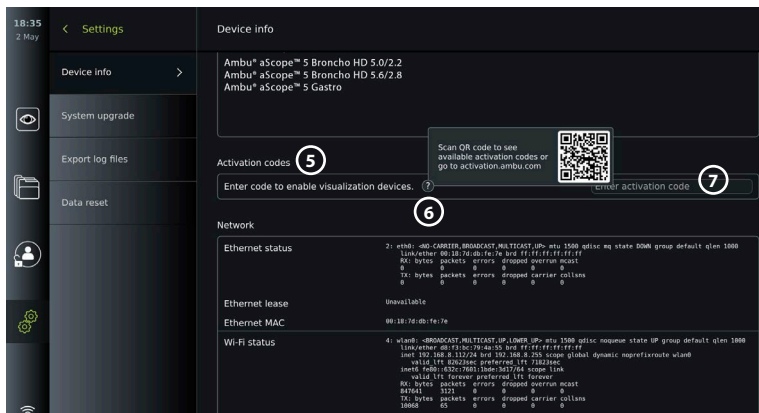 18:35
2 May
Settings
Device info
Device info
System upgrade
Export log files
Data reset
Ambu® aScope™ 5 Broncho HD 5.0/2.2
Ambu® aScope™ 5 Broncho HD 5.6/2.8
Ambu® aScope™ 5 Gastro
Scan QR code to see
available activation codes or
go to activation.ambu.com
Activation codes 5
Enter code to enable visualization devices. ?
Enter activation code 7
6
Network
Ethernet status
2: eth0: <NO-CARRIER,BROADCAST,MULTICAST,UP> mtu 1500 qdisc mq state DOWN group default qlen 1000
link/ether 00:18:7d:db:fe:7e brd ff:ff:ff:ff:ff:ff
RX: bytes packets errors dropped overrun mcast
0 0 0 0 0 0
TX: bytes packets errors dropped carrier collsns
0 0 0 0 0 0
Ethernet lease
Unavailable
Ethernet MAC
00:18:7d:db:fe:7e
Wi-Fi status
4: wlan0: <BROADCAST,MULTICAST,UP,LOWER_UP> mtu 1500 qdisc noqueue state UP group default qlen 1000
link/ether d8:f3:bc:79:4a:55 brd ff:ff:ff:ff:ff:ff
inet 192.168.8.112/24 brd 192.168.8.255 scope global dynamic noprefixroute wlan0
valid_lft 82623sec preferred_lft 71823sec
inet6 fe80::632c:7601:1bde:3d17/64 scope link
valid_lft forever preferred_lft forever
RX: bytes packets errors dropped overrun mcast
847641 3121 0 0 0 0
TX: bytes packets errors dropped carrier collsns
10068 65 0 0 0 0